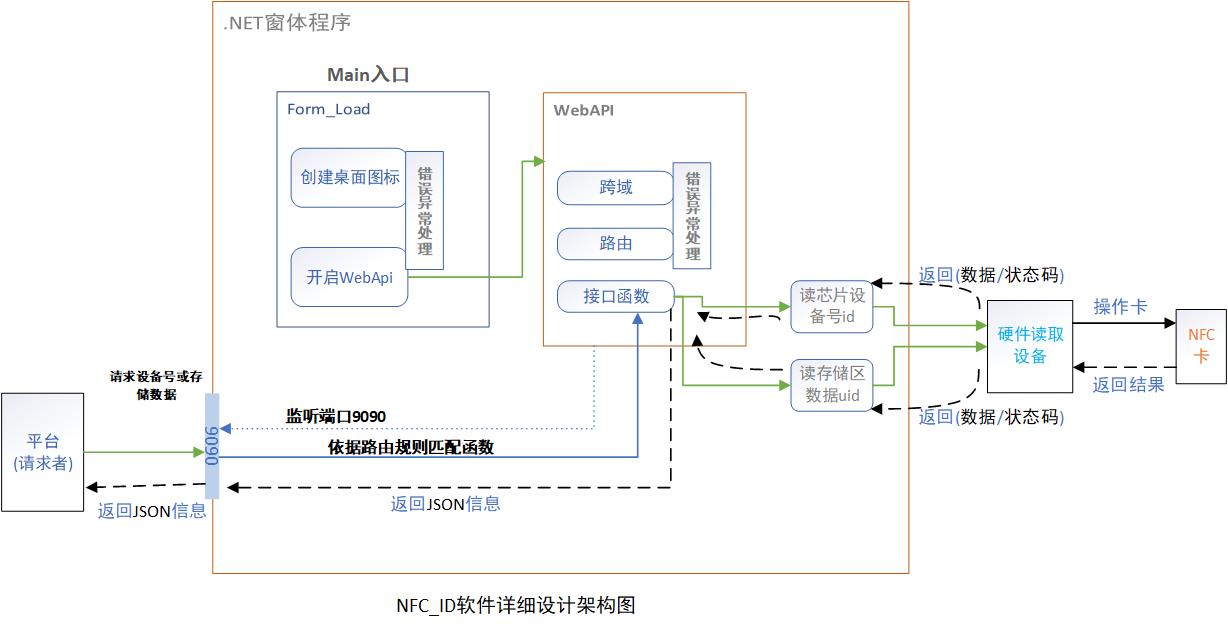 .NET窗体程序
Main入口
Form_Load
创建桌面图标
错误异常处理
开启WebApi
WebAPI
跨域
路由
错误异常处理
接口函数
读芯片设
备号id
读存储区
数据uid
返回(数据/状态码)
硬件读取
设备
返回(数据/状态码)
操作卡
返回结果
NFC
卡
请求设备号或存
储数据
平台
(请求者)
9090
监听端口9090
依据路由规则匹配函数
返回JSON信息
返回JSON信息
NFC_ID软件详细设计架构图